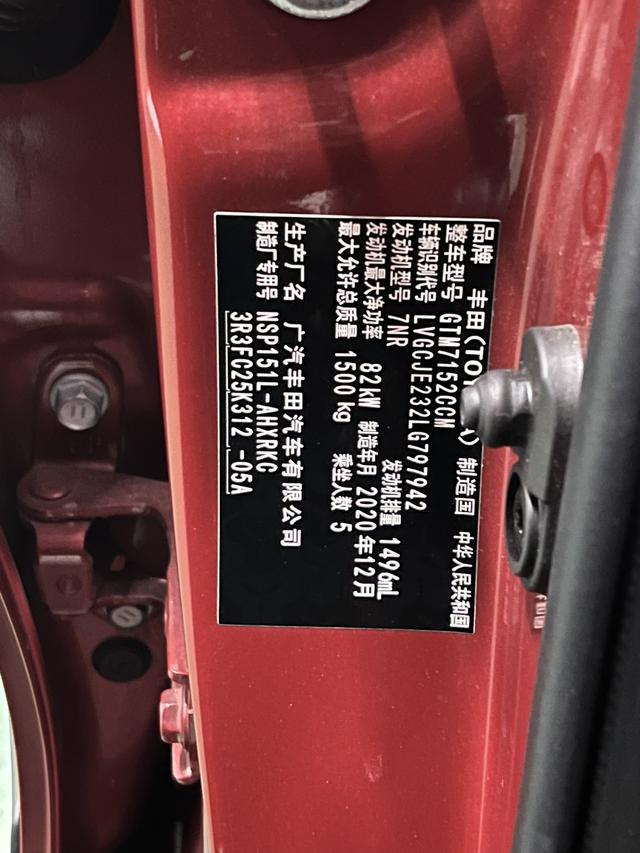 品牌 丰田(TO 制造国 中华人民共和国
整车型号 GTM7152CCM
车辆识别代号 LVGCJE232LG797942
发动机型号 7NR 发动机排量 1496mL
发动机最大净功率 82kW 制造年月 2020年12月
最大允许总质量 1500kg 乘坐人数 5
生产厂名 广汽丰田汽车有限公司
制造厂专用号 NSP151L-AHXRKC
3R3FC25K312 -05A